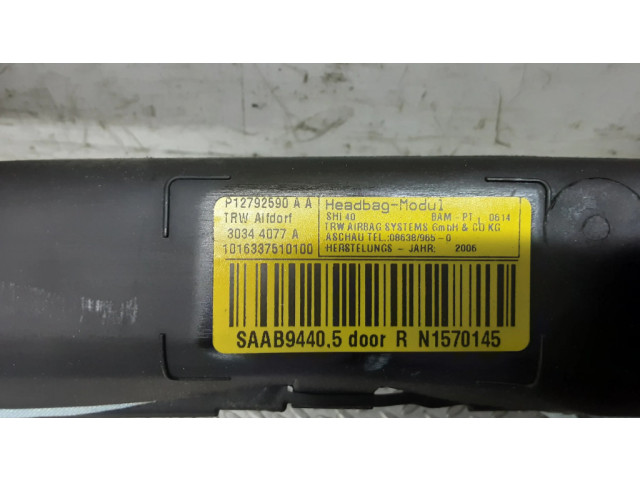 P12792590 A A
TRW Alfdorf
3034 4077 A
1016337510100
Headbag-Modul
SHI 40 BAM - PT 0614
TRW AIRBAG SYSTEMS GmbH & CO KG
ASCHAU TEL.:08638/965-0
HERSTELUNGS - JAHR: 2006
SAAB9440.5 door R N1570145